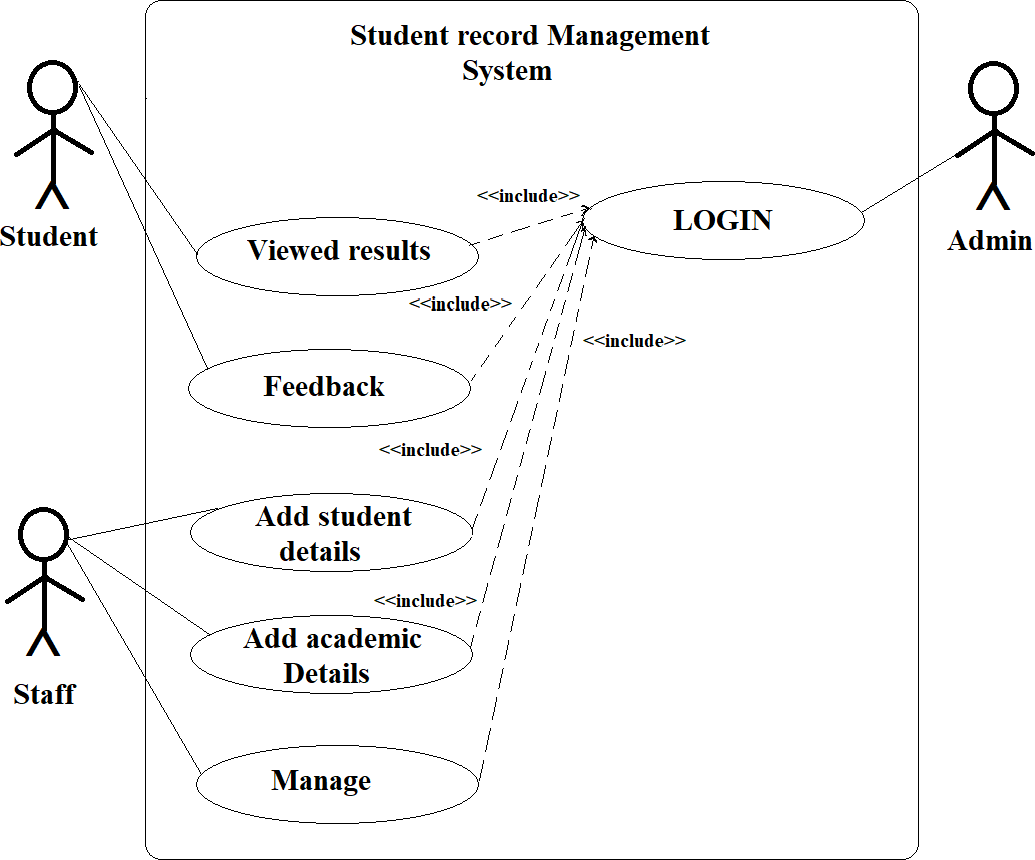 Student record Management
System
Student
Admin
<<include>>
LOGIN
Viewed results
<<include>>
<<include>>
Feedback
<<include>>
Add student
details
<<include>>
Add academic
Details
Staff
Manage